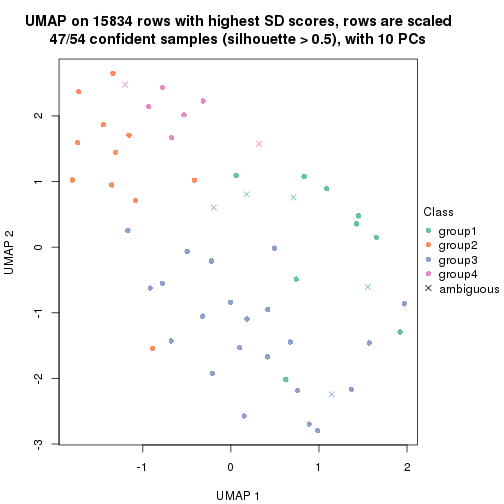 UMAP on 15834 rows with highest SD scores, rows are scaled
47/54 confident samples (silhouette > 0.5), with 10 PCs
2
1
0
-1
-2
-3
UMAP 2
-1
0
1
2
UMAP 1
Class
group1
group2
group3
group4
ambiguous